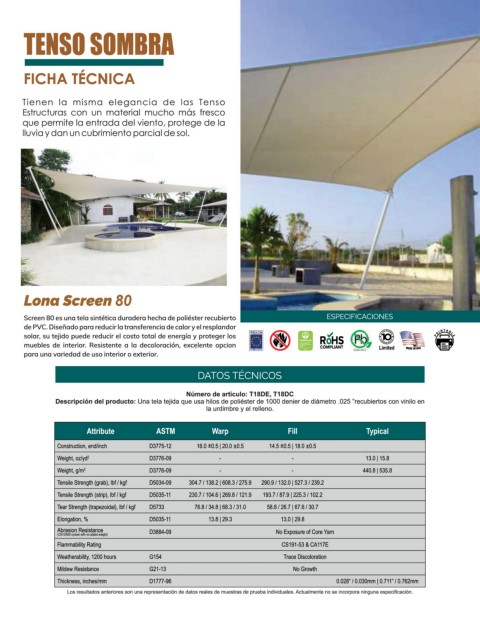 TENSO SOMBRA
FICHA TÉCNICA
Tienen la misma elegancia de las Tenso
Estructuras con un material mucho más fresco
que permite la entrada del viento, protege de la
lluvia y dan un cubrimiento parcial de sol.
Lona Screen 80
Screen 80 es una tela sintética duradera hecha de poliéster recubierto
de PVC. Diseñado para reducir la transferencia de calor y el resplandor
solar, su tejido puede reducir el costo total de energía y proteger los
muebles de interior. Resistente a la decaloración, excelente opcion
para una variedad de uso interior o exterior.
ESPECIFICACIONES
RoHS
COMPLIANT
Pb
10
Limited
DATOS TÉCNICOS
Número de artículo: T18DE, T18DC
Descripción del producto: Una tela tejida que usa hilos de poliéster de 1000 denier de diámetro .025 "recubiertos con vinilo en
la urdimbre y el relleno.
Attribute ASTM Warp Fill Typical
Construction, end/inch D3775-12 16.0 ±0.5 | 20.0 ±0.5 14.5 ±0.5 | 18.0 ±0.5
Weight, oz/yd² D3776-09 - - 13.0 | 15.8
Weight, g/m² D3776-09 - - 440.8 | 535.8
Tensile Strength (grab), lbf / kgf D5034-09 304.7 / 138.2 | 608.3 / 275.9 290.9 / 132.0 | 527.3 / 239.2
Tensile Strength (strip), lbf / kgf D5035-11 230.7 / 104.6 | 269.8 / 121.9 193.7 / 87.9 | 225.3 / 102.2
Tear Strength (trapezoidal), lbf / kgf D5733 76.8 / 34.8 | 68.3 / 31.0 58.8 / 26.7 | 67.8 / 30.7
Elongation, % D5035-11 13.8 | 29.3 13.0 | 29.8
Abrasion Resistance D3884-09 No Exposure of Core Yarn
Flammability Rating CS191-53 & CA117E
Weatherability, 1200 hours G154 Trace Discoloration
Mildew Resistance G21-13 No Growth
Thickness, inches/mm D1777-96 0.028" / 0.030mm | 0.711" / 0.762mm
Los resultados anteriores son una representación de datos reales de muestras de prueba individuales. Actualmente no se incorpora ninguna especificación.